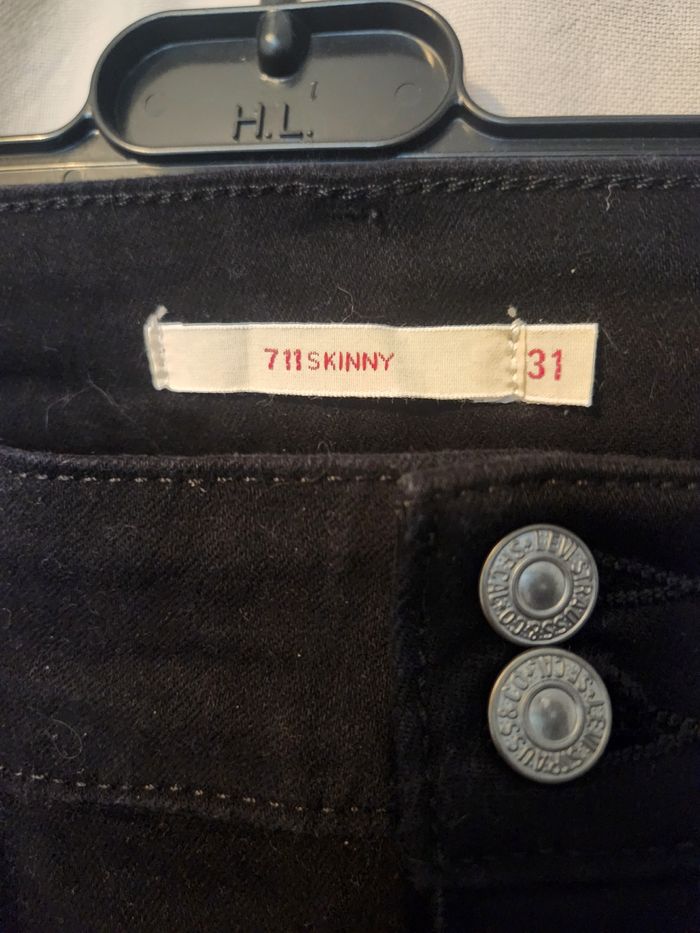 H.L.
711 SKINNY
31
LEVI STRAUSS & CO. S.F. CAL.
LEVI STRAUSS & CO. S.F. CAL.